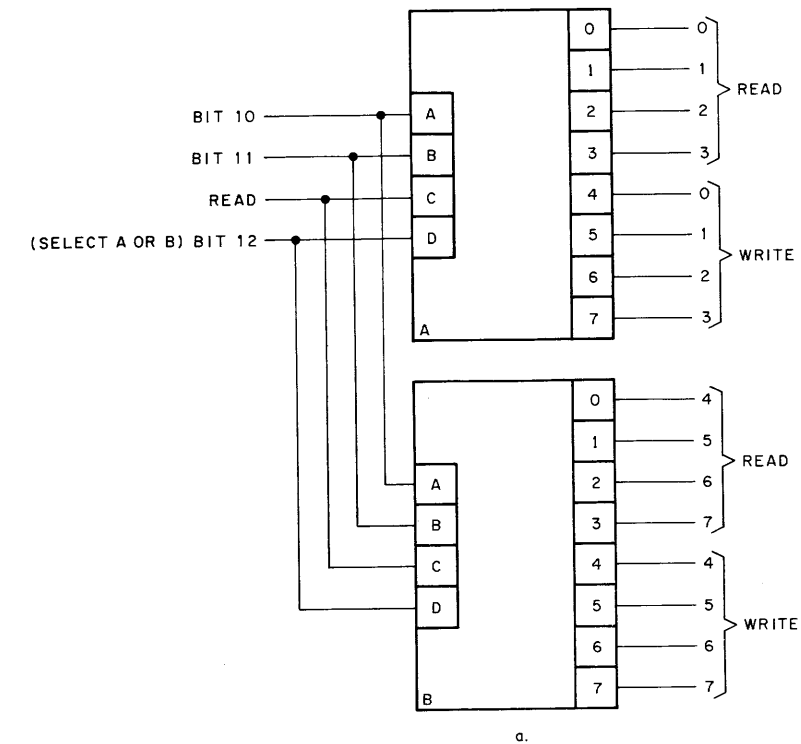 0 0
1 1
READ
BIT 10 A 2 2
BIT 11 B 3 3
READ C 4 0
(SELECT A OR B) BIT 12 D 5 1
WRITE
6 2
A 7 3
0 4
1 5
READ
A 2 6
B 3 7
C 4 4
D 5 5
WRITE
6 6
B 7 7
a.